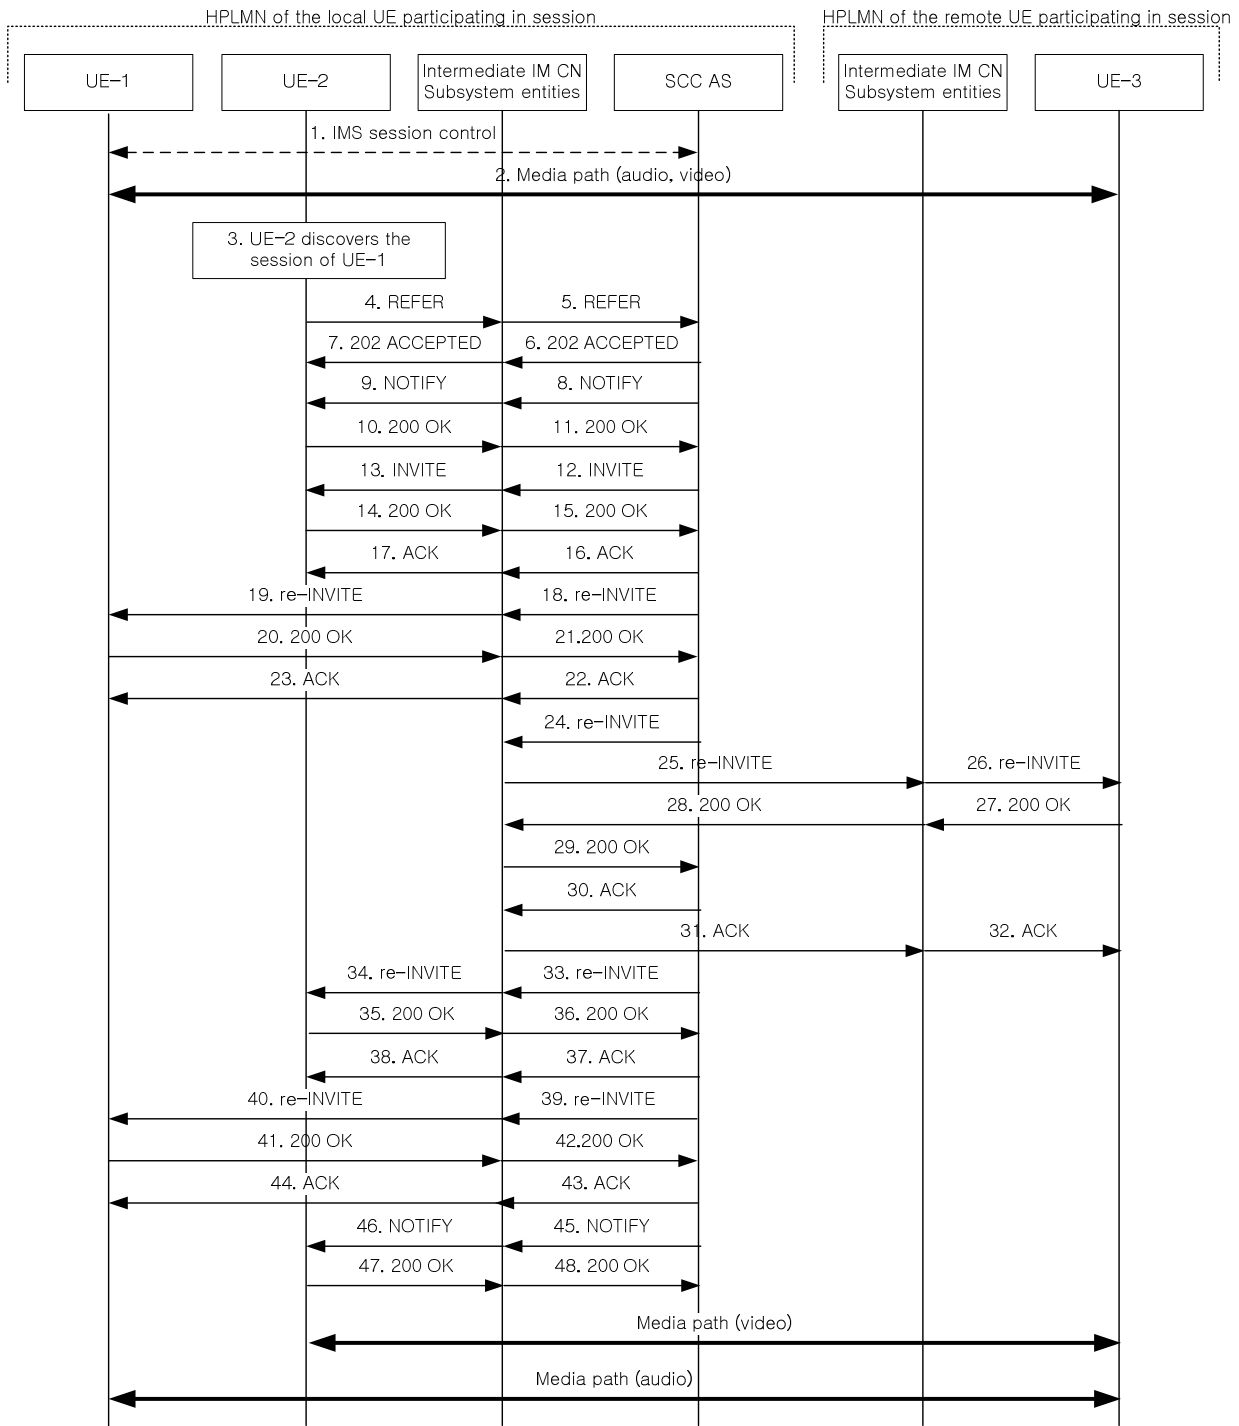 HPLMN of the local UE participating in session
HPLMN of the remote UE participating in session
UE-1
UE-2
Intermediate IM CN
Subsystem entities
SCC AS
Intermediate IM CN
Subsystem entities
UE-3
1. IMS session control
2. Media path (audio, video)
3. UE-2 discovers the
session of UE-1
4. REFER
5. REFER
7. 202 ACCEPTED
6. 202 ACCEPTED
9. NOTIFY
8. NOTIFY
10. 200 OK
11. 200 OK
13. INVITE
12. INVITE
14. 200 OK
15. 200 OK
17. ACK
16. ACK
19. re-INVITE
18. re-INVITE
20. 200 OK
21.200 OK
23. ACK
22. ACK
24. re-INVITE
25. re-INVITE
26. re-INVITE
28. 200 OK
27. 200 OK
29. 200 OK
30. ACK
31. ACK
32. ACK
34. re-INVITE
33. re-INVITE
35. 200 OK
36. 200 OK
38. ACK
37. ACK
40. re-INVITE
39. re-INVITE
41. 200 OK
42.200 OK
44. ACK
43. ACK
46. NOTIFY
45. NOTIFY
47. 200 OK
48. 200 OK
Media path (video)
Media path (audio)